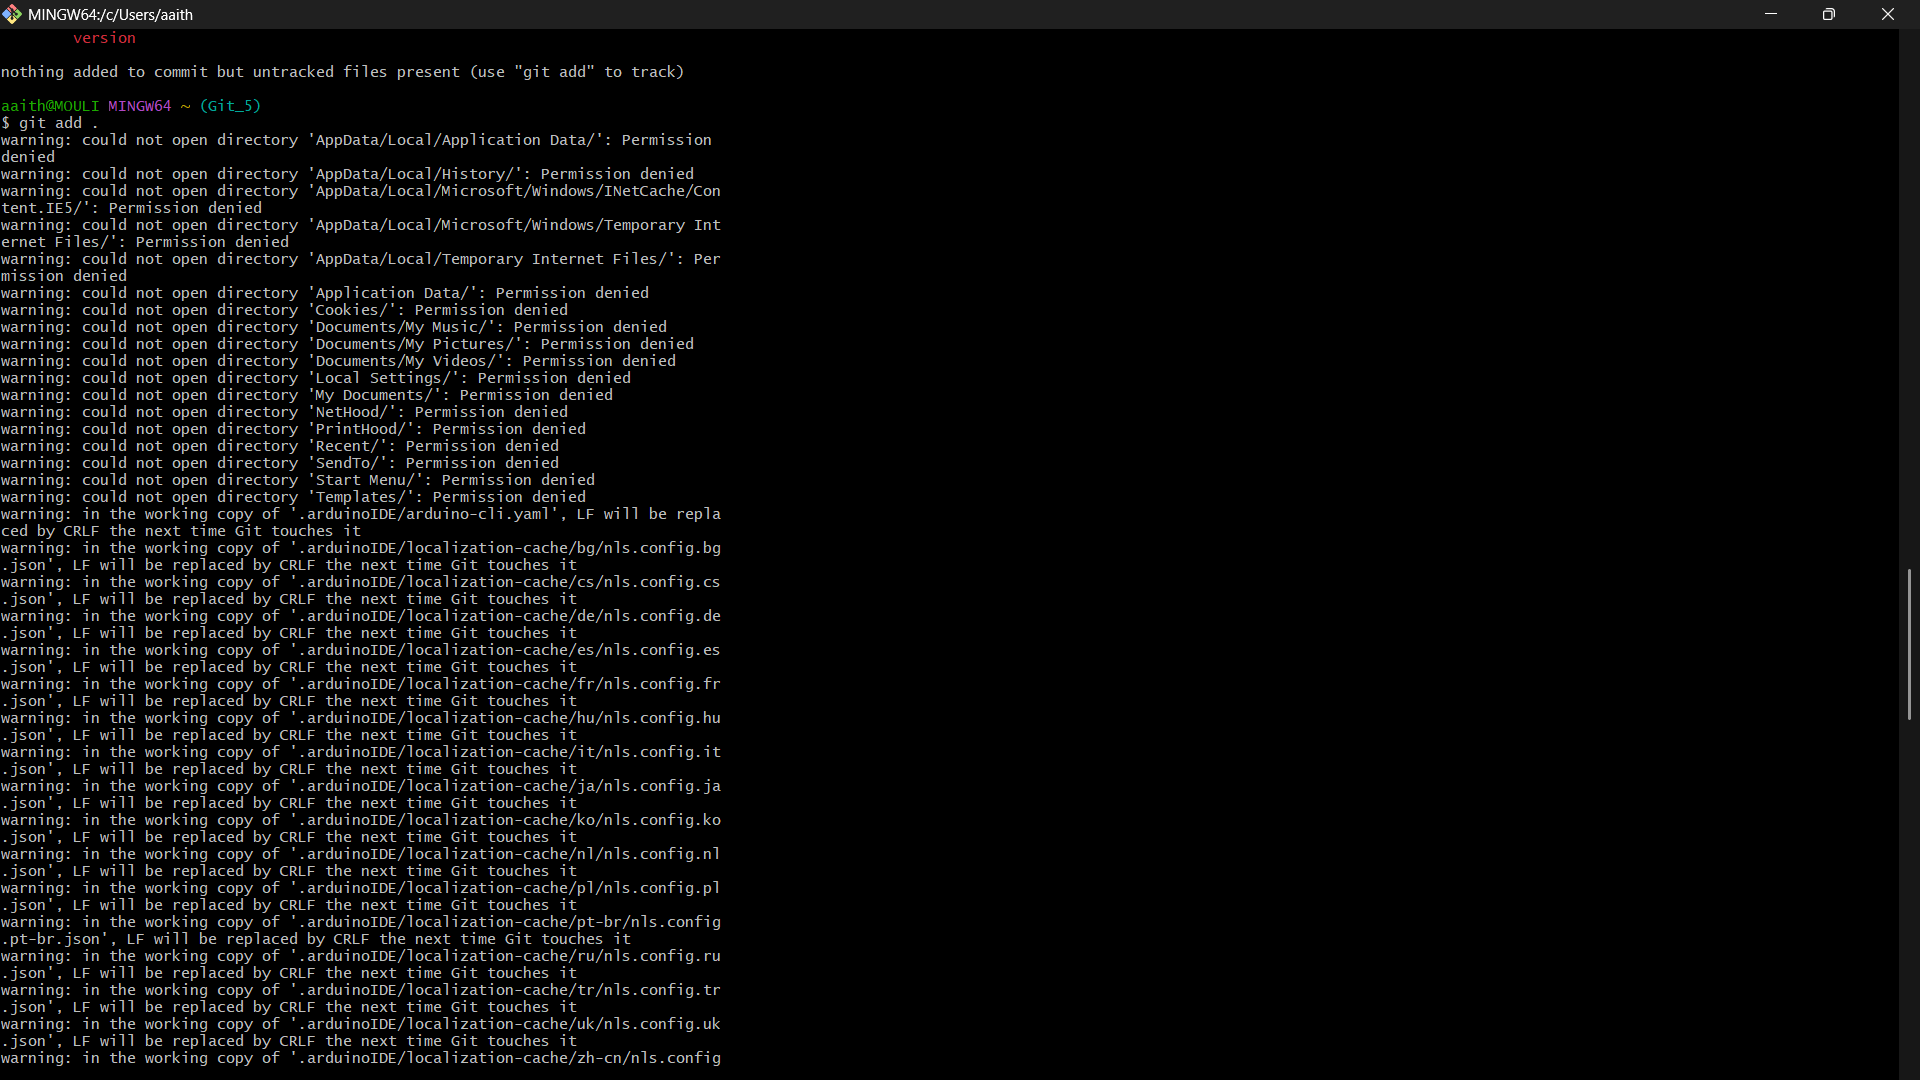 MINGW64:/c/Users/aaith
version
nothing added to commit but untracked files present (use "git add" to track)
aaith@MOULI MINGW64 ~ (Git_5)
$ git add .
warning: could not open directory 'AppData/Local/Application Data/': Permission
denied
warning: could not open directory 'AppData/Local/History/': Permission denied
warning: could not open directory 'AppData/Local/Microsoft/Windows/INetCache/Con
tent.IE5/': Permission denied
warning: could not open directory 'AppData/Local/Microsoft/Windows/Temporary Int
ernet Files/': Permission denied
warning: could not open directory 'AppData/Local/Temporary Internet Files/': Per
mission denied
warning: could not open directory 'Application Data/': Permission denied
warning: could not open directory 'Cookies/': Permission denied
warning: could not open directory 'Documents/My Music/': Permission denied
warning: could not open directory 'Documents/My Pictures/': Permission denied
warning: could not open directory 'Documents/My Videos/': Permission denied
warning: could not open directory 'Local Settings/': Permission denied
warning: could not open directory 'My Documents/': Permission denied
warning: could not open directory 'NetHood/': Permission denied
warning: could not open directory 'PrintHood/': Permission denied
warning: could not open directory 'Recent/': Permission denied
warning: could not open directory 'SendTo/': Permission denied
warning: could not open directory 'Start Menu/': Permission denied
warning: could not open directory 'Templates/': Permission denied
warning: in the working copy of '.arduinoIDE/arduino-cli.yaml', LF will be repla
ced by CRLF the next time Git touches it
warning: in the working copy of '.arduinoIDE/localization-cache/bg/nls.config.bg
.json', LF will be replaced by CRLF the next time Git touches it
warning: in the working copy of '.arduinoIDE/localization-cache/cs/nls.config.cs
.json', LF will be replaced by CRLF the next time Git touches it
warning: in the working copy of '.arduinoIDE/localization-cache/de/nls.config.de
.json', LF will be replaced by CRLF the next time Git touches it
warning: in the working copy of '.arduinoIDE/localization-cache/es/nls.config.es
.json', LF will be replaced by CRLF the next time Git touches it
warning: in the working copy of '.arduinoIDE/localization-cache/fr/nls.config.fr
.json', LF will be replaced by CRLF the next time Git touches it
warning: in the working copy of '.arduinoIDE/localization-cache/hu/nls.config.hu
.json', LF will be replaced by CRLF the next time Git touches it
warning: in the working copy of '.arduinoIDE/localization-cache/it/nls.config.it
.json', LF will be replaced by CRLF the next time Git touches it
warning: in the working copy of '.arduinoIDE/localization-cache/ja/nls.config.ja
.json', LF will be replaced by CRLF the next time Git touches it
warning: in the working copy of '.arduinoIDE/localization-cache/ko/nls.config.ko
.json', LF will be replaced by CRLF the next time Git touches it
warning: in the working copy of '.arduinoIDE/localization-cache/nl/nls.config.nl
.json', LF will be replaced by CRLF the next time Git touches it
warning: in the working copy of '.arduinoIDE/localization-cache/pl/nls.config.pl
.json', LF will be replaced by CRLF the next time Git touches it
warning: in the working copy of '.arduinoIDE/localization-cache/pt-br/nls.config
.pt-br.json', LF will be replaced by CRLF the next time Git touches it
warning: in the working copy of '.arduinoIDE/localization-cache/ru/nls.config.ru
.json', LF will be replaced by CRLF the next time Git touches it
warning: in the working copy of '.arduinoIDE/localization-cache/tr/nls.config.tr
.json', LF will be replaced by CRLF the next time Git touches it
warning: in the working copy of '.arduinoIDE/localization-cache/uk/nls.config.uk
.json', LF will be replaced by CRLF the next time Git touches it
warning: in the working copy of '.arduinoIDE/localization-cache/zh-cn/nls.config